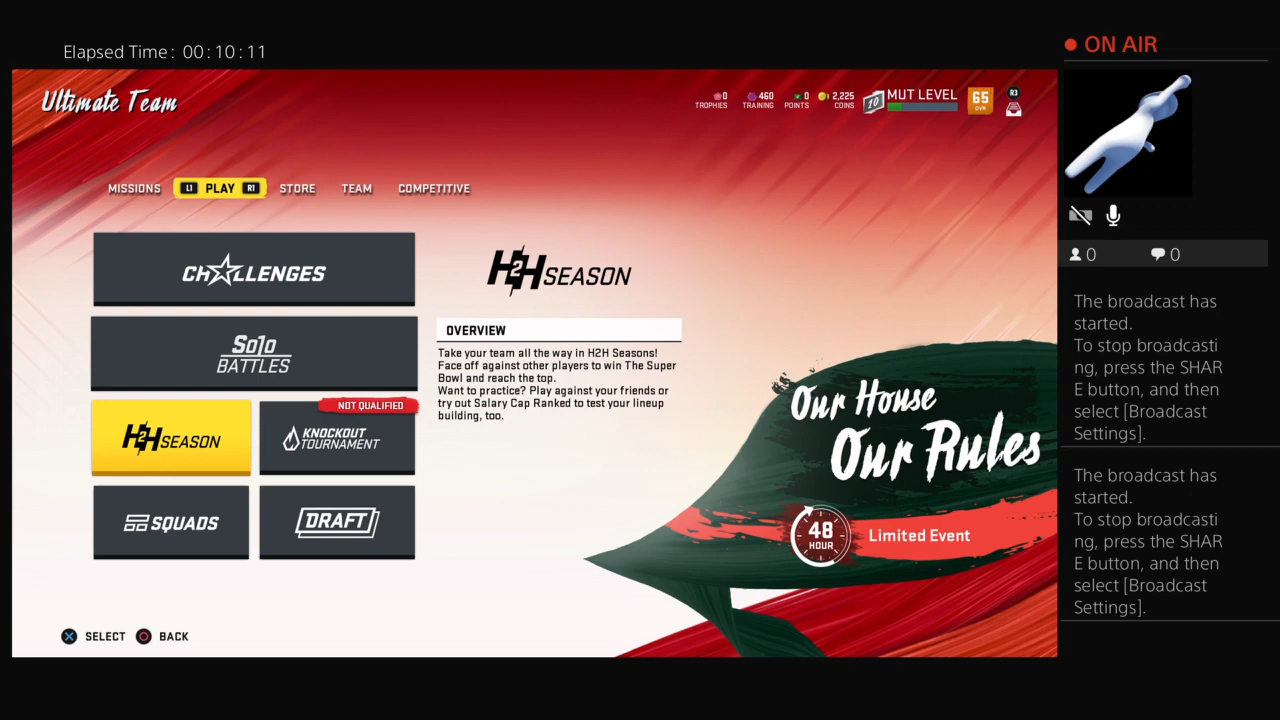 Elapsed Time: 00:10:11
ON AIR
Ultimate Team
0 TROPHIES
460 TRAINING
0 POINTS
2,225 COINS
10
MUT LEVEL
65 OVR
R3
MISSIONS
L1 PLAY R1
STORE
TEAM
COMPETITIVE
CHALLENGES
Solo
BATTLES
H2H SEASON
NOT QUALIFIED
KNOCKOUT
TOURNAMENT
SQUADS
DRAFT
H2H SEASON
OVERVIEW
Take your team all the way in H2H Seasons!
Face off against other players to win The Super
Bowl and reach the top.
Want to practice? Play against your friends or
try out Salary Cap Ranked to test your lineup
building, too.
Our House
Our Rules
48
HOUR
Limited Event
SELECT
BACK
0
0
The broadcast has
started.
To stop broadcasti
ng, press the SHAR
E button, and then
select [Broadcast
Settings].
The broadcast has
started.
To stop broadcasti
ng, press the SHAR
E button, and then
select [Broadcast
Settings].